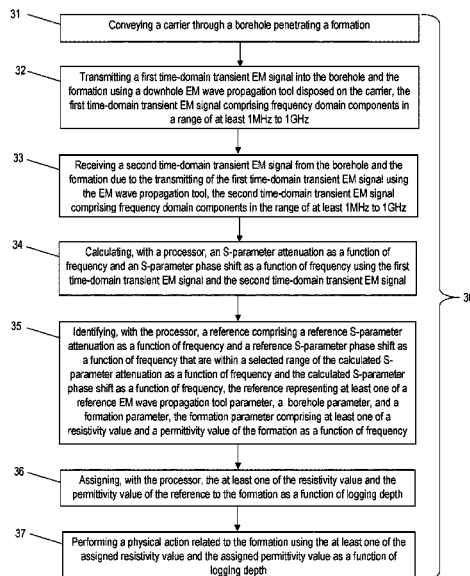 31
Conveying a carrier through a borehole penetrating a formation
32
Transmitting a first time-domain transient EM signal into the borehole and the
formation using a downhole EM wave propagation tool disposed on the carrier, the
first time-domain transient EM signal comprising frequency domain components in
a range of at least 1MHz to 1GHz
33
Receiving a second time-domain transient EM signal from the borehole and the
formation due to the transmitting of the first time-domain transient EM signal using
the EM wave propagation tool, the second time-domain transient EM signal
comprising frequency domain components in the range of at least 1MHz to 1GHz
34
Calculating, with a processor, an S-parameter attenuation as a function of
frequency and an S-parameter phase shift as a function of frequency using the first
time-domain transient EM signal and the second time-domain transient EM signal
30
35
Identifying, with the processor, a reference comprising a reference S-parameter
attenuation as a function of frequency and a reference S-parameter phase shift as
a function of frequency that are within a selected range of the calculated S-
parameter attenuation as a function of frequency and the calculated S-parameter
phase shift as a function of frequency, the reference representing at least one of a
reference EM wave propagation tool parameter, a borehole parameter, and a
formation parameter, the formation parameter comprising at least one of a
resistivity value and a permittivity value of the formation as a function of frequency
36
Assigning, with the processor, the at least one of the resistivity value and the
permittivity value of the reference to the formation as a function of logging depth
37
Performing a physical action related to the formation using the at least one of the
assigned resistivity value and the assigned permittivity value as a function of
logging depth